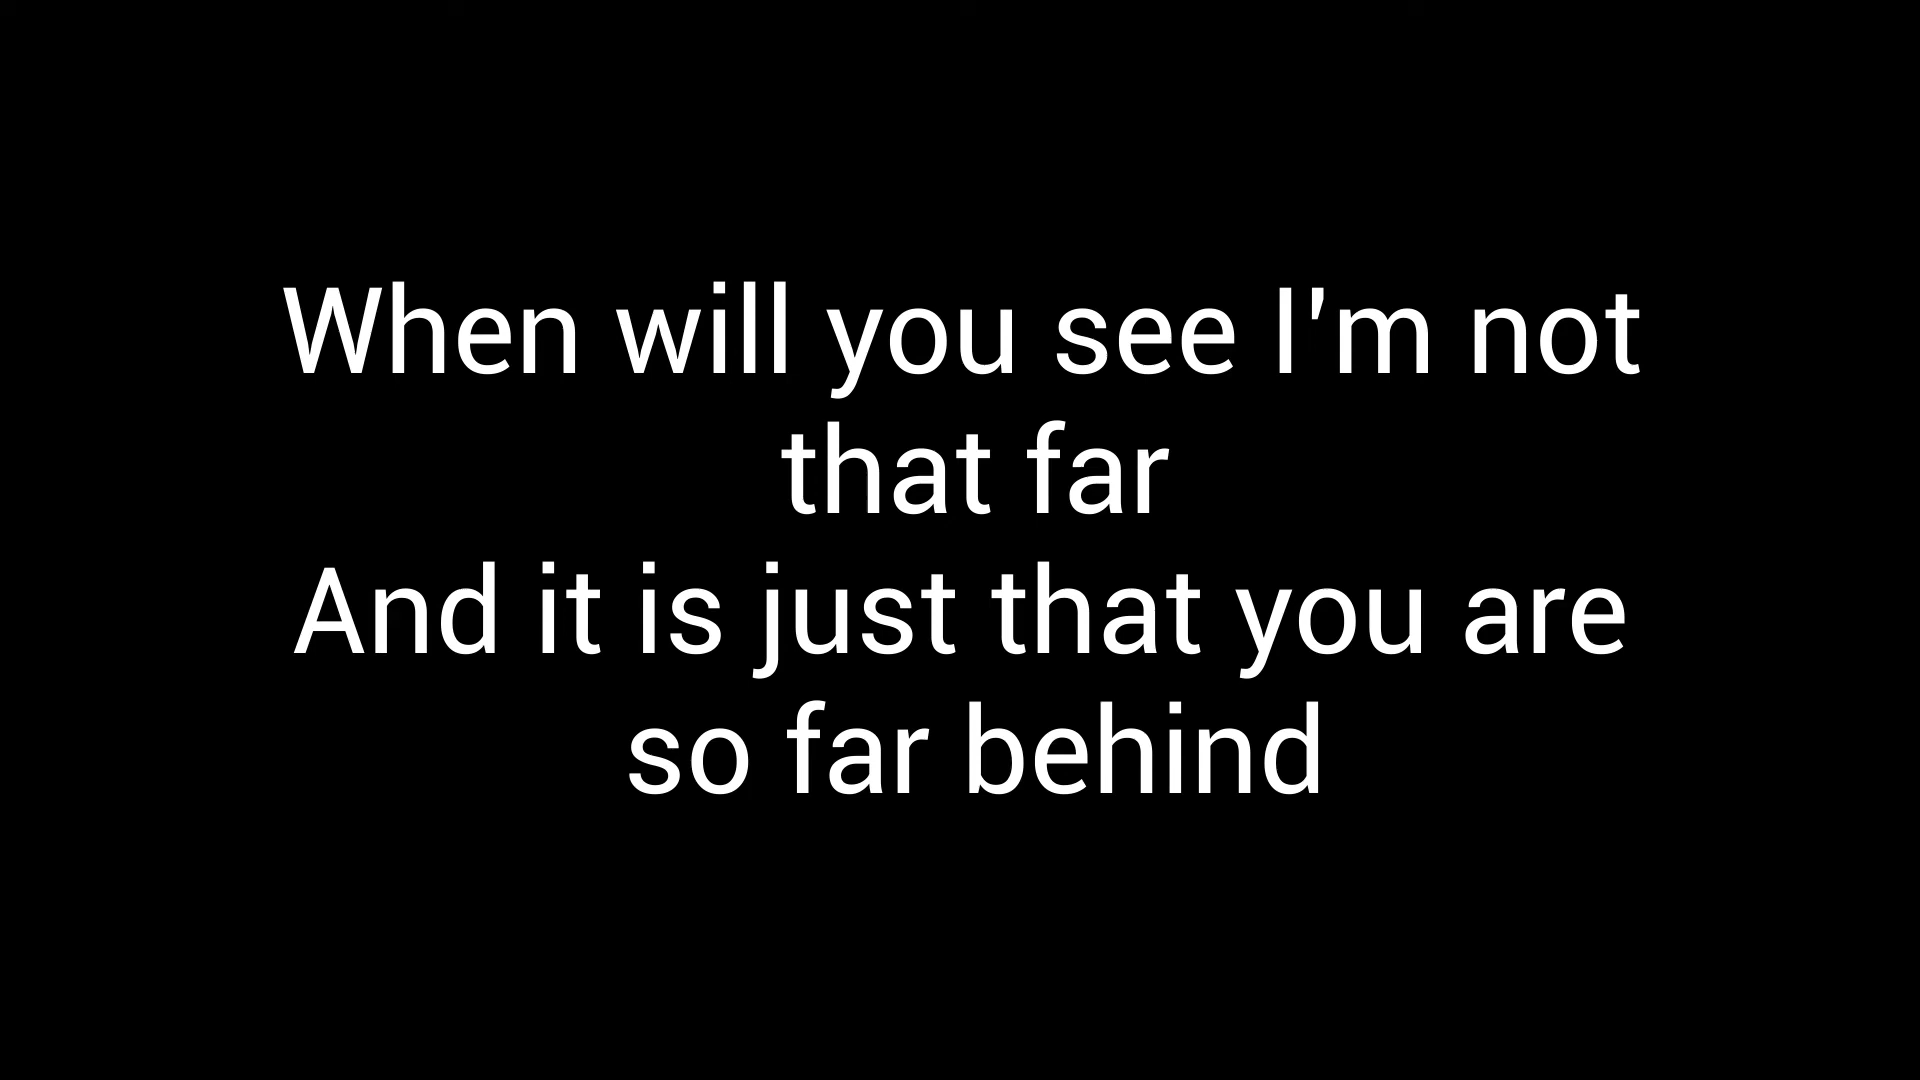 When will you see I'm not
that far
And it is just that you are
so far behind